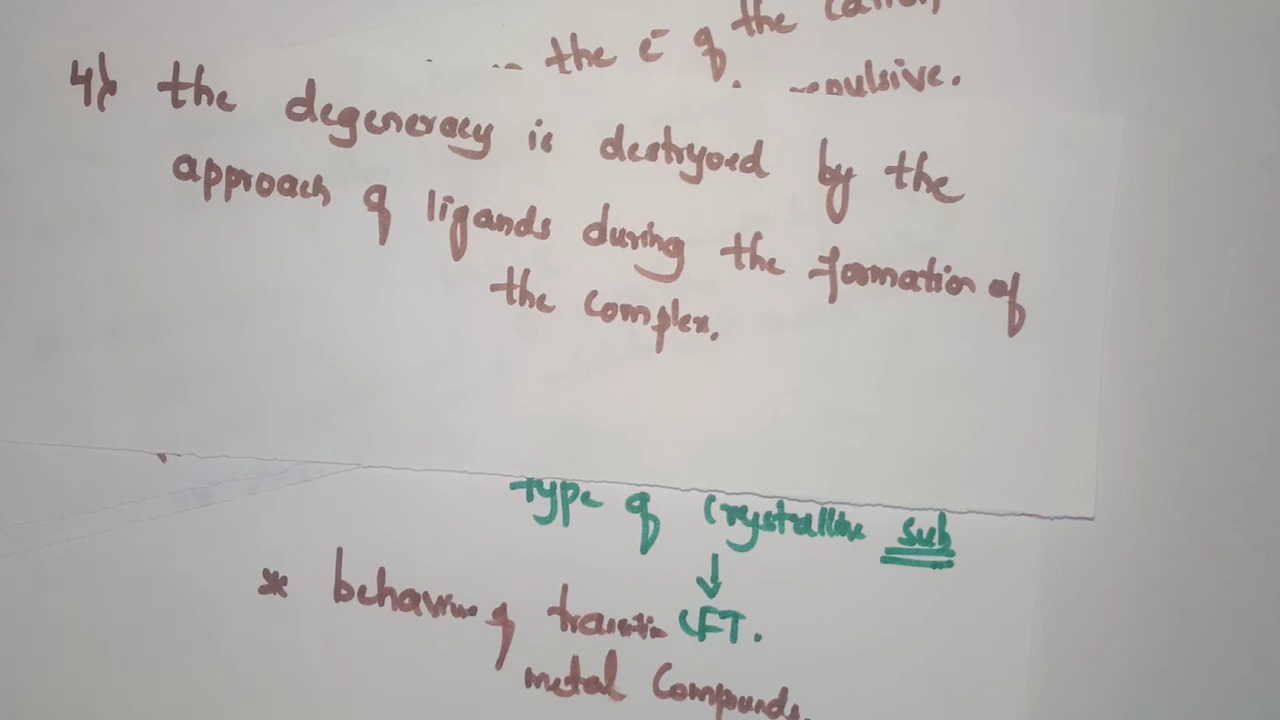 the e⁻ of the cation,
repulsive.
4) the degeneracy is destryoed by the
approach of ligands during the formation of
the complex.
type of Crystalline sub
↓
CFT.
* behaviour of transition
metal Compounds.